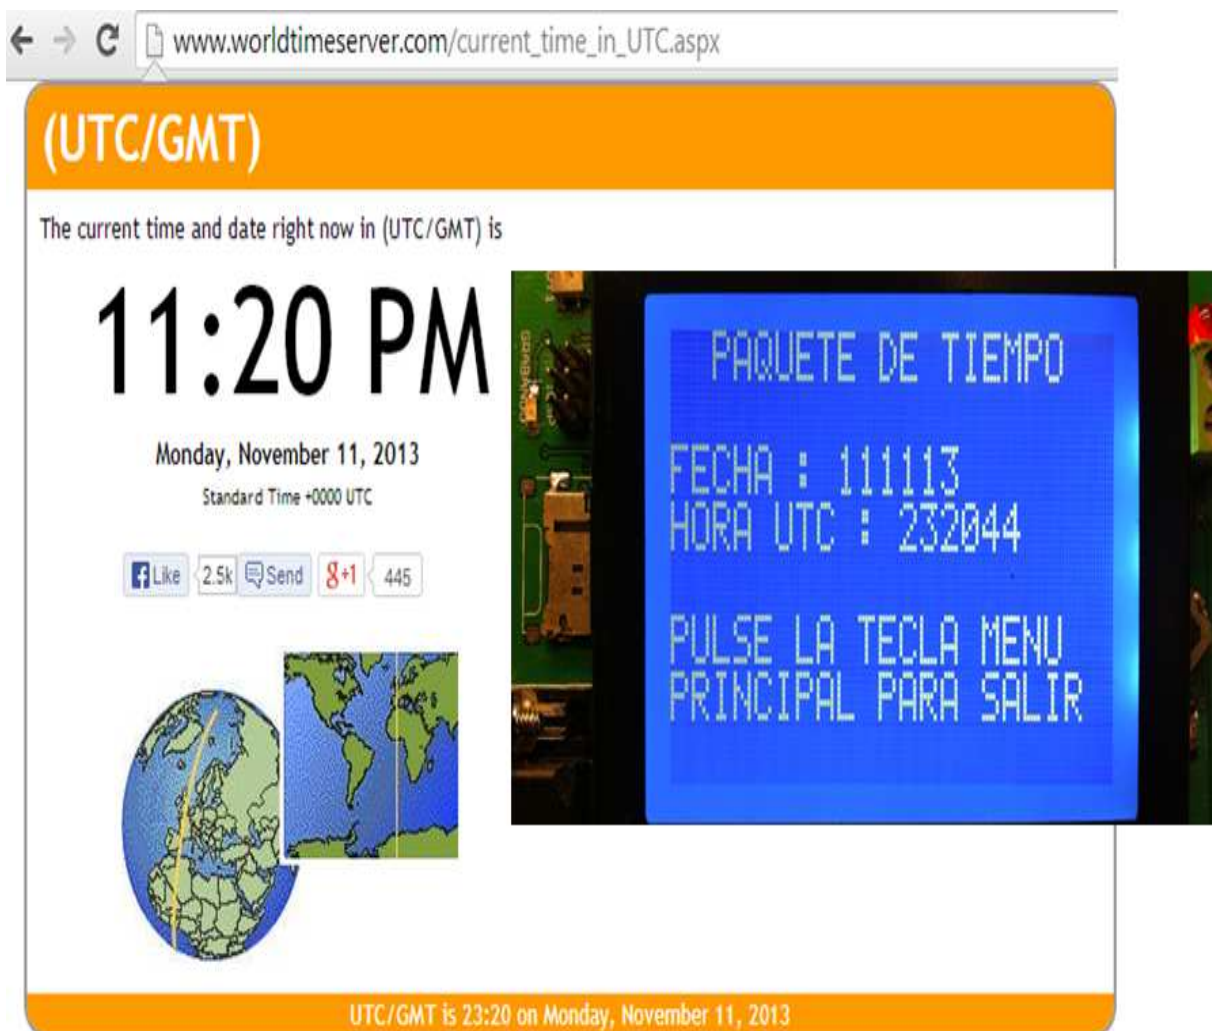 www.worldtimeserver.com/current_time_in_UTC.aspx
(UTC/GMT)
The current time and date right now in (UTC/GMT) is
11:20 PM
Monday, November 11, 2013
Standard Time +0000 UTC
Like 2.5k Send g+1 445
PAQUETE DE TIEMPO
FECHA : 111113
HORA UTC : 232044
PULSE LA TECLA MENU
PRINCIPAL PARA SALIR
UTC/GMT is 23:20 on Monday, November 11, 2013